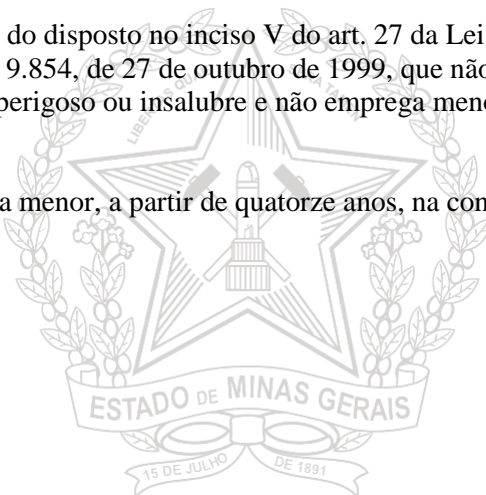 do disposto no inciso V do art. 27 da Lei
9.854, de 27 de outubro de 1999, que não
perigoso ou insalubre e não emprega meno
a menor, a partir de quatorze anos, na con
ESTADO DE MINAS GERAIS
15 DE JULHO DE 1891